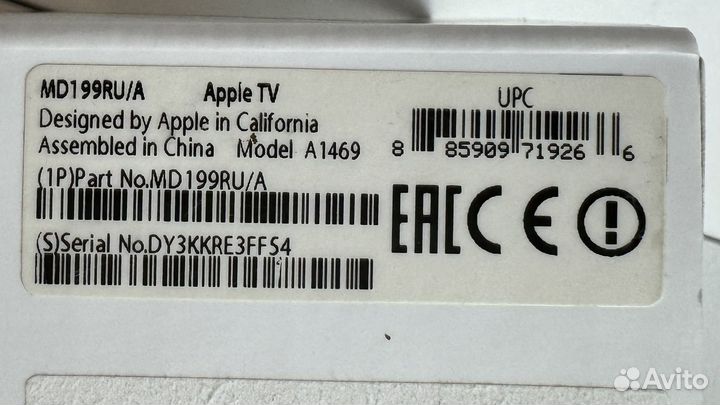 MD199RU/A Apple TV
Designed by Apple in California
Assembled in China Model A1469
(1P)Part No.MD199RU/A
(S)Serial No.DY3KKRE3FFS4
UPC
8 85909 71926 6
EAC CE
Avito